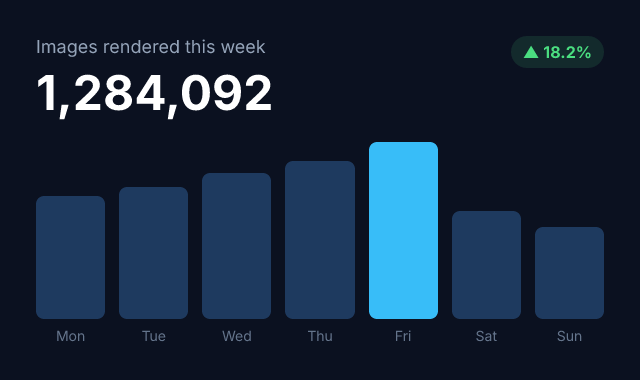 Images rendered this week
▲ 18.2%
1,284,092
Mon Tue Wed Thu Fri Sat Sun